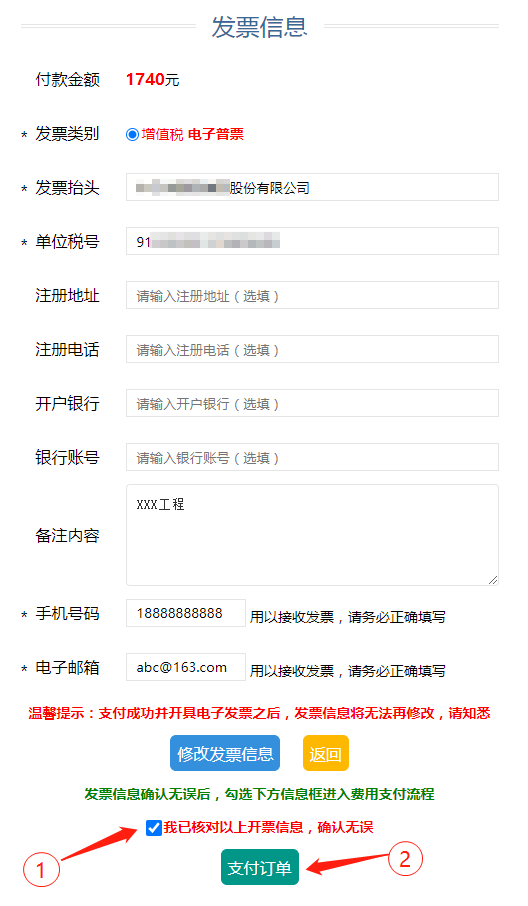 发票信息
付款金额 1740元
* 发票类别 增值税 电子普票
* 发票抬头 股份有限公司
* 单位税号 91
注册地址 请输入注册地址（选填）
注册电话 请输入注册电话（选填）
开户银行 请输入开户银行（选填）
银行账号 请输入银行账号（选填）
备注内容 XXX工程
* 手机号码 18888888888 用以接收发票，请务必正确填写
* 电子邮箱 abc@163.com 用以接收发票，请务必正确填写
温馨提示：支付成功并开具电子发票之后，发票信息将无法再修改，请知悉
修改发票信息 返回
发票信息确认无误后，勾选下方信息框进入费用支付流程
我已核对以上开票信息，确认无误
1 支付订单 2